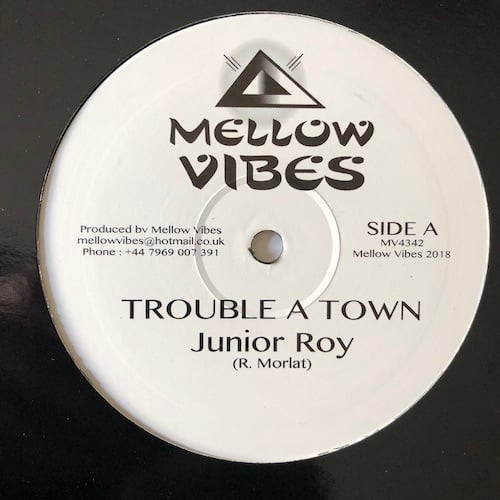 MELLOW
VIBES
Produced by Mellow Vibes
mellowvibes@hotmail.co.uk
Phone : +44 7969 007 391
SIDE A
MV4342
Mellow Vibes 2018
TROUBLE A TOWN
Junior Roy
(R. Morlat)